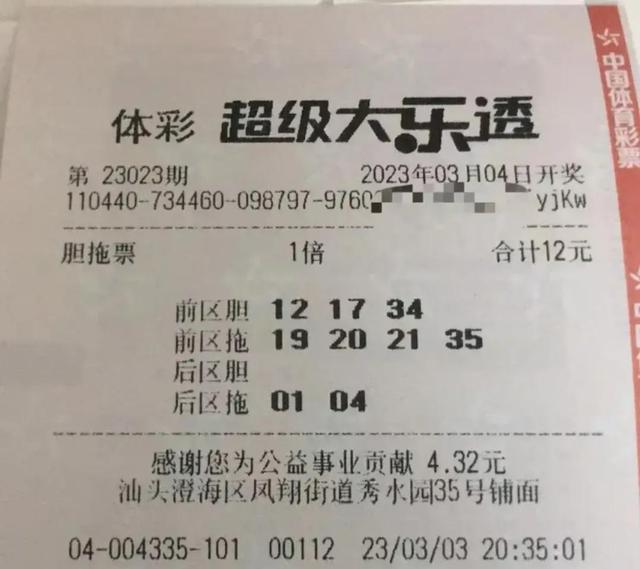 体彩 超级大乐透
第 23023期 2023年03月04日开奖
110440-734460-098797-9760 yjKw
胆拖票 1倍 合计12元
前区胆 12 17 34
前区拖 19 20 21 35
后区胆
后区拖 01 04
感谢您为公益事业贡献 4.32元
汕头澄海区凤翔街道秀水园35号铺面
04-004335-101 00112 23/03/03 20:35:01
中国体育彩票